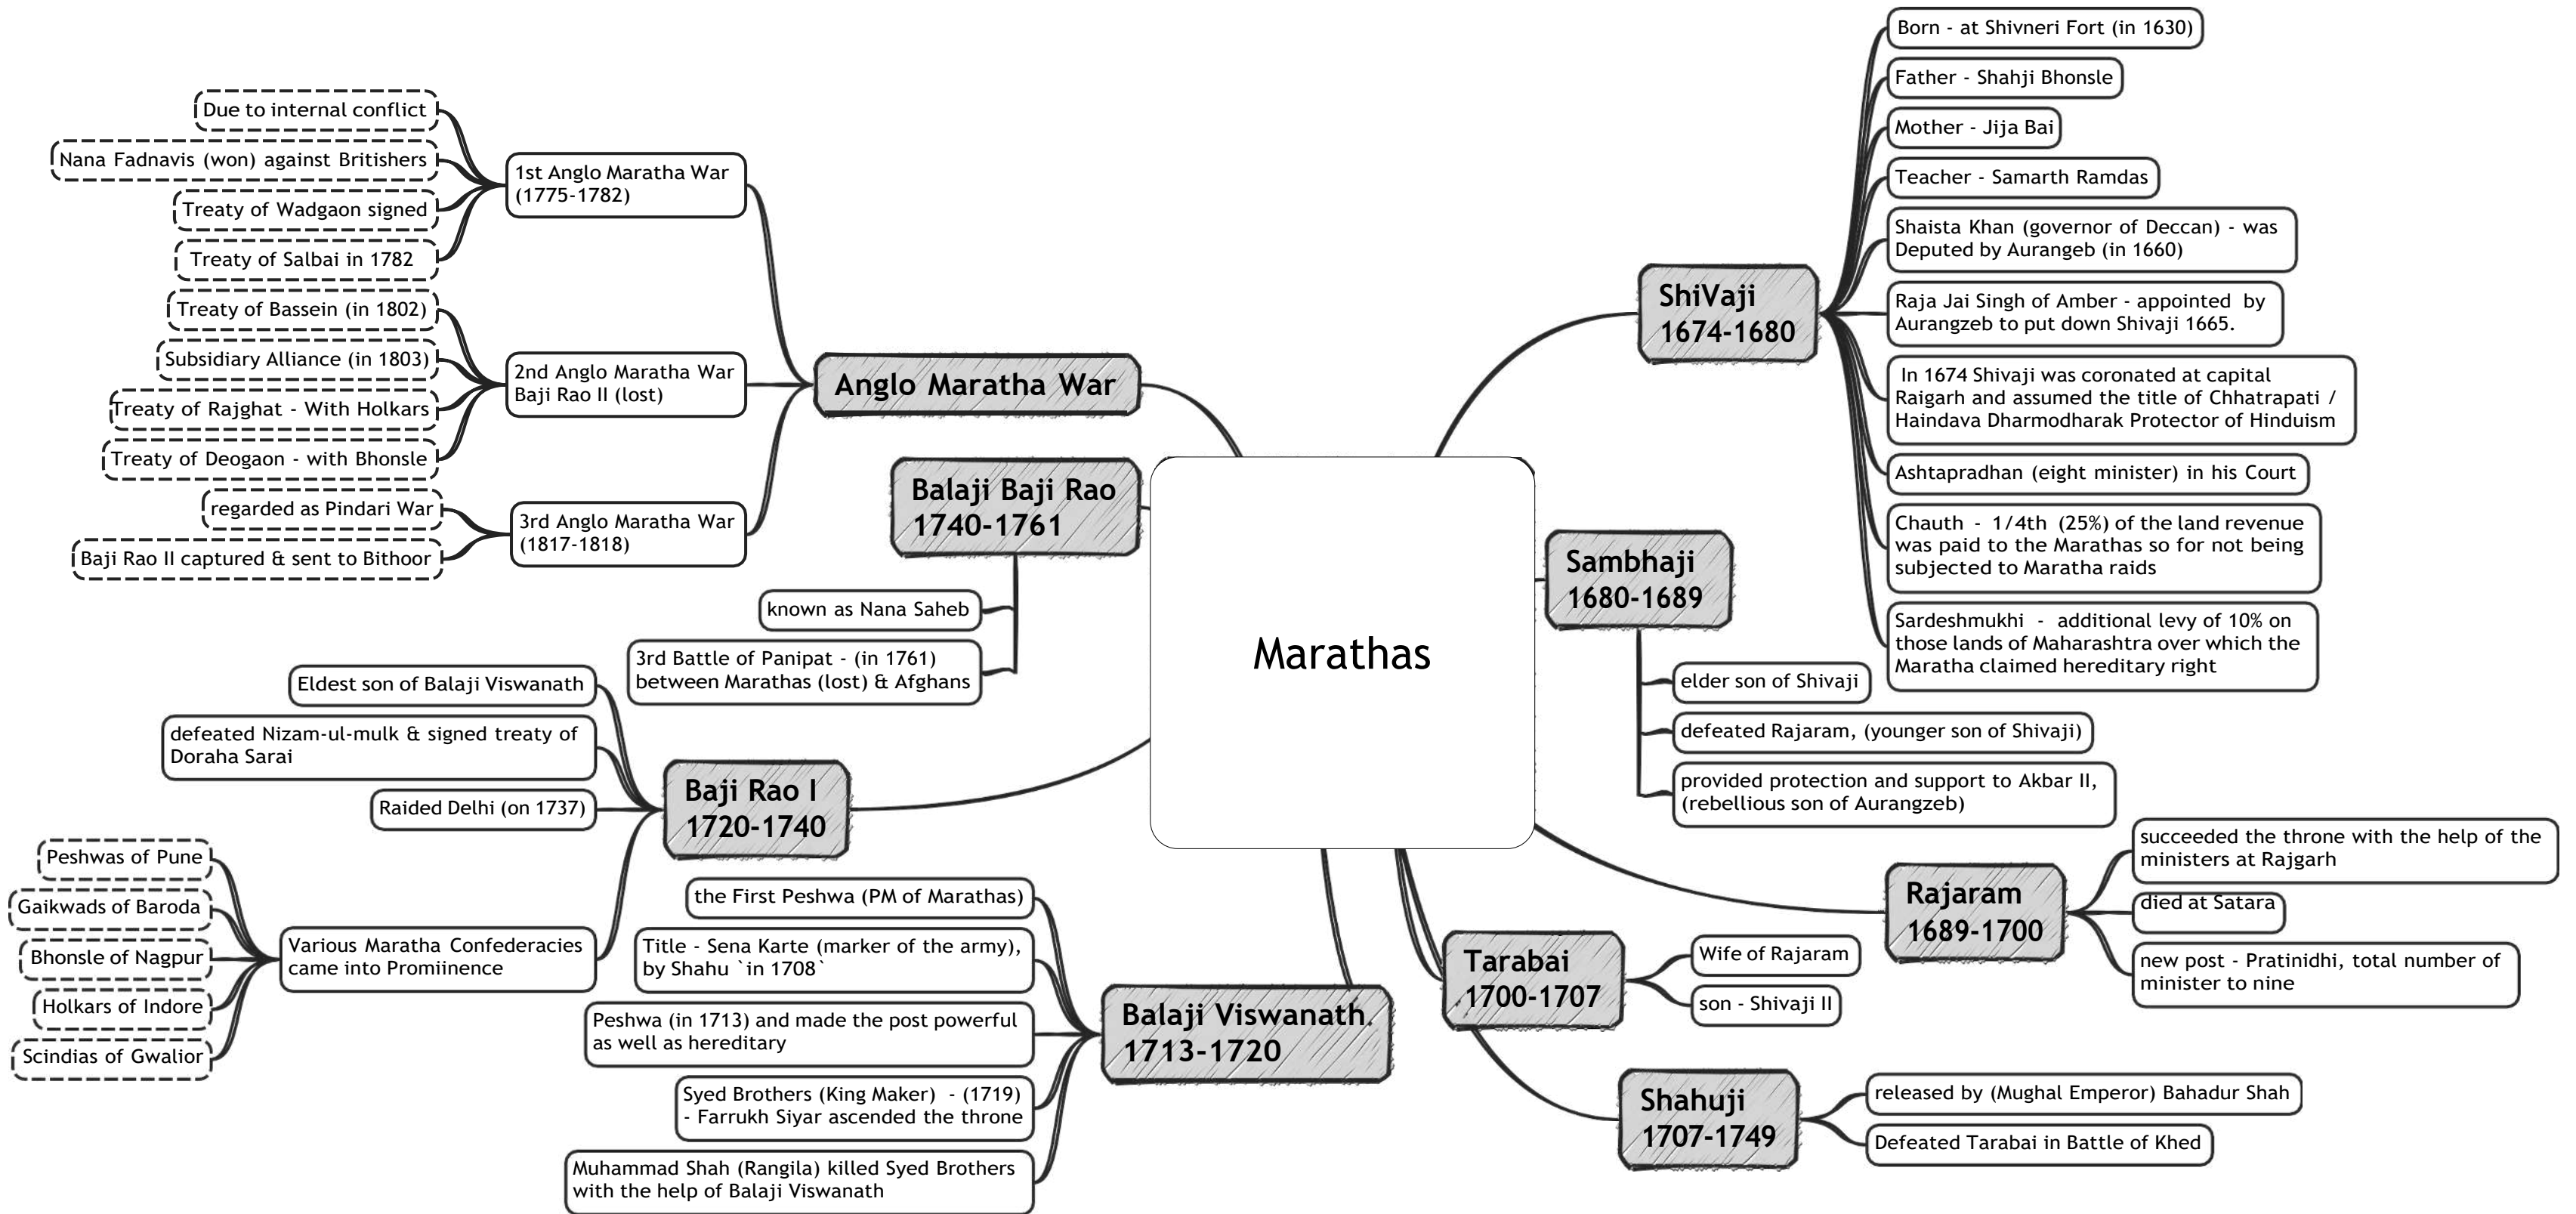 Marathas
ShiVaji
1674-1680
Born - at Shivneri Fort (in 1630)
Father - Shahji Bhonsle
Mother - Jija Bai
Teacher - Samarth Ramdas
Shaista Khan (governor of Deccan) - was
Deputed by Aurangeb (in 1660)
Raja Jai Singh of Amber - appointed by
Aurangzeb to put down Shivaji 1665.
In 1674 Shivaji was coronated at capital
Raigarh and assumed the title of Chhatrapati /
Haindava Dharmodharak Protector of Hinduism
Ashtapradhan (eight minister) in his Court
Chauth - 1/4th (25%) of the land revenue
was paid to the Marathas so for not being
subjected to Maratha raids
Sardeshmukhi - additional levy of 10% on
those lands of Maharashtra over which the
Maratha claimed hereditary right
Sambhaji
1680-1689
elder son of Shivaji
defeated Rajaram, (younger son of Shivaji)
provided protection and support to Akbar II,
(rebellious son of Aurangzeb)
Rajaram
1689-1700
succeeded the throne with the help of the
ministers at Rajgarh
died at Satara
new post - Pratinidhi, total number of
minister to nine
Tarabai
1700-1707
Wife of Rajaram
son - Shivaji II
Shahuji
1707-1749
released by (Mughal Emperor) Bahadur Shah
Defeated Tarabai in Battle of Khed
Balaji Viswanath.
1713-1720
the First Peshwa (PM of Marathas)
Title - Sena Karte (marker of the army),
by Shahu `in 1708`
Peshwa (in 1713) and made the post powerful
as well as hereditary
Syed Brothers (King Maker) - (1719)
- Farrukh Siyar ascended the throne
Muhammad Shah (Rangila) killed Syed Brothers
with the help of Balaji Viswanath
Baji Rao I
1720-1740
Eldest son of Balaji Viswanath
defeated Nizam-ul-mulk & signed treaty of
Doraha Sarai
Raided Delhi (on 1737)
Various Maratha Confederacies
came into Promiinence
Peshwas of Pune
Gaikwads of Baroda
Bhonsle of Nagpur
Holkars of Indore
Scindias of Gwalior
Balaji Baji Rao
1740-1761
known as Nana Saheb
3rd Battle of Panipat - (in 1761)
between Marathas (lost) & Afghans
Anglo Maratha War
1st Anglo Maratha War
(1775-1782)
Due to internal conflict
Nana Fadnavis (won) against Britishers
Treaty of Wadgaon signed
Treaty of Salbai in 1782
2nd Anglo Maratha War
Baji Rao II (lost)
Treaty of Bassein (in 1802)
Subsidiary Alliance (in 1803)
Treaty of Rajghat - With Holkars
Treaty of Deogaon - with Bhonsle
3rd Anglo Maratha War
(1817-1818)
regarded as Pindari War
Baji Rao II captured & sent to Bithoor